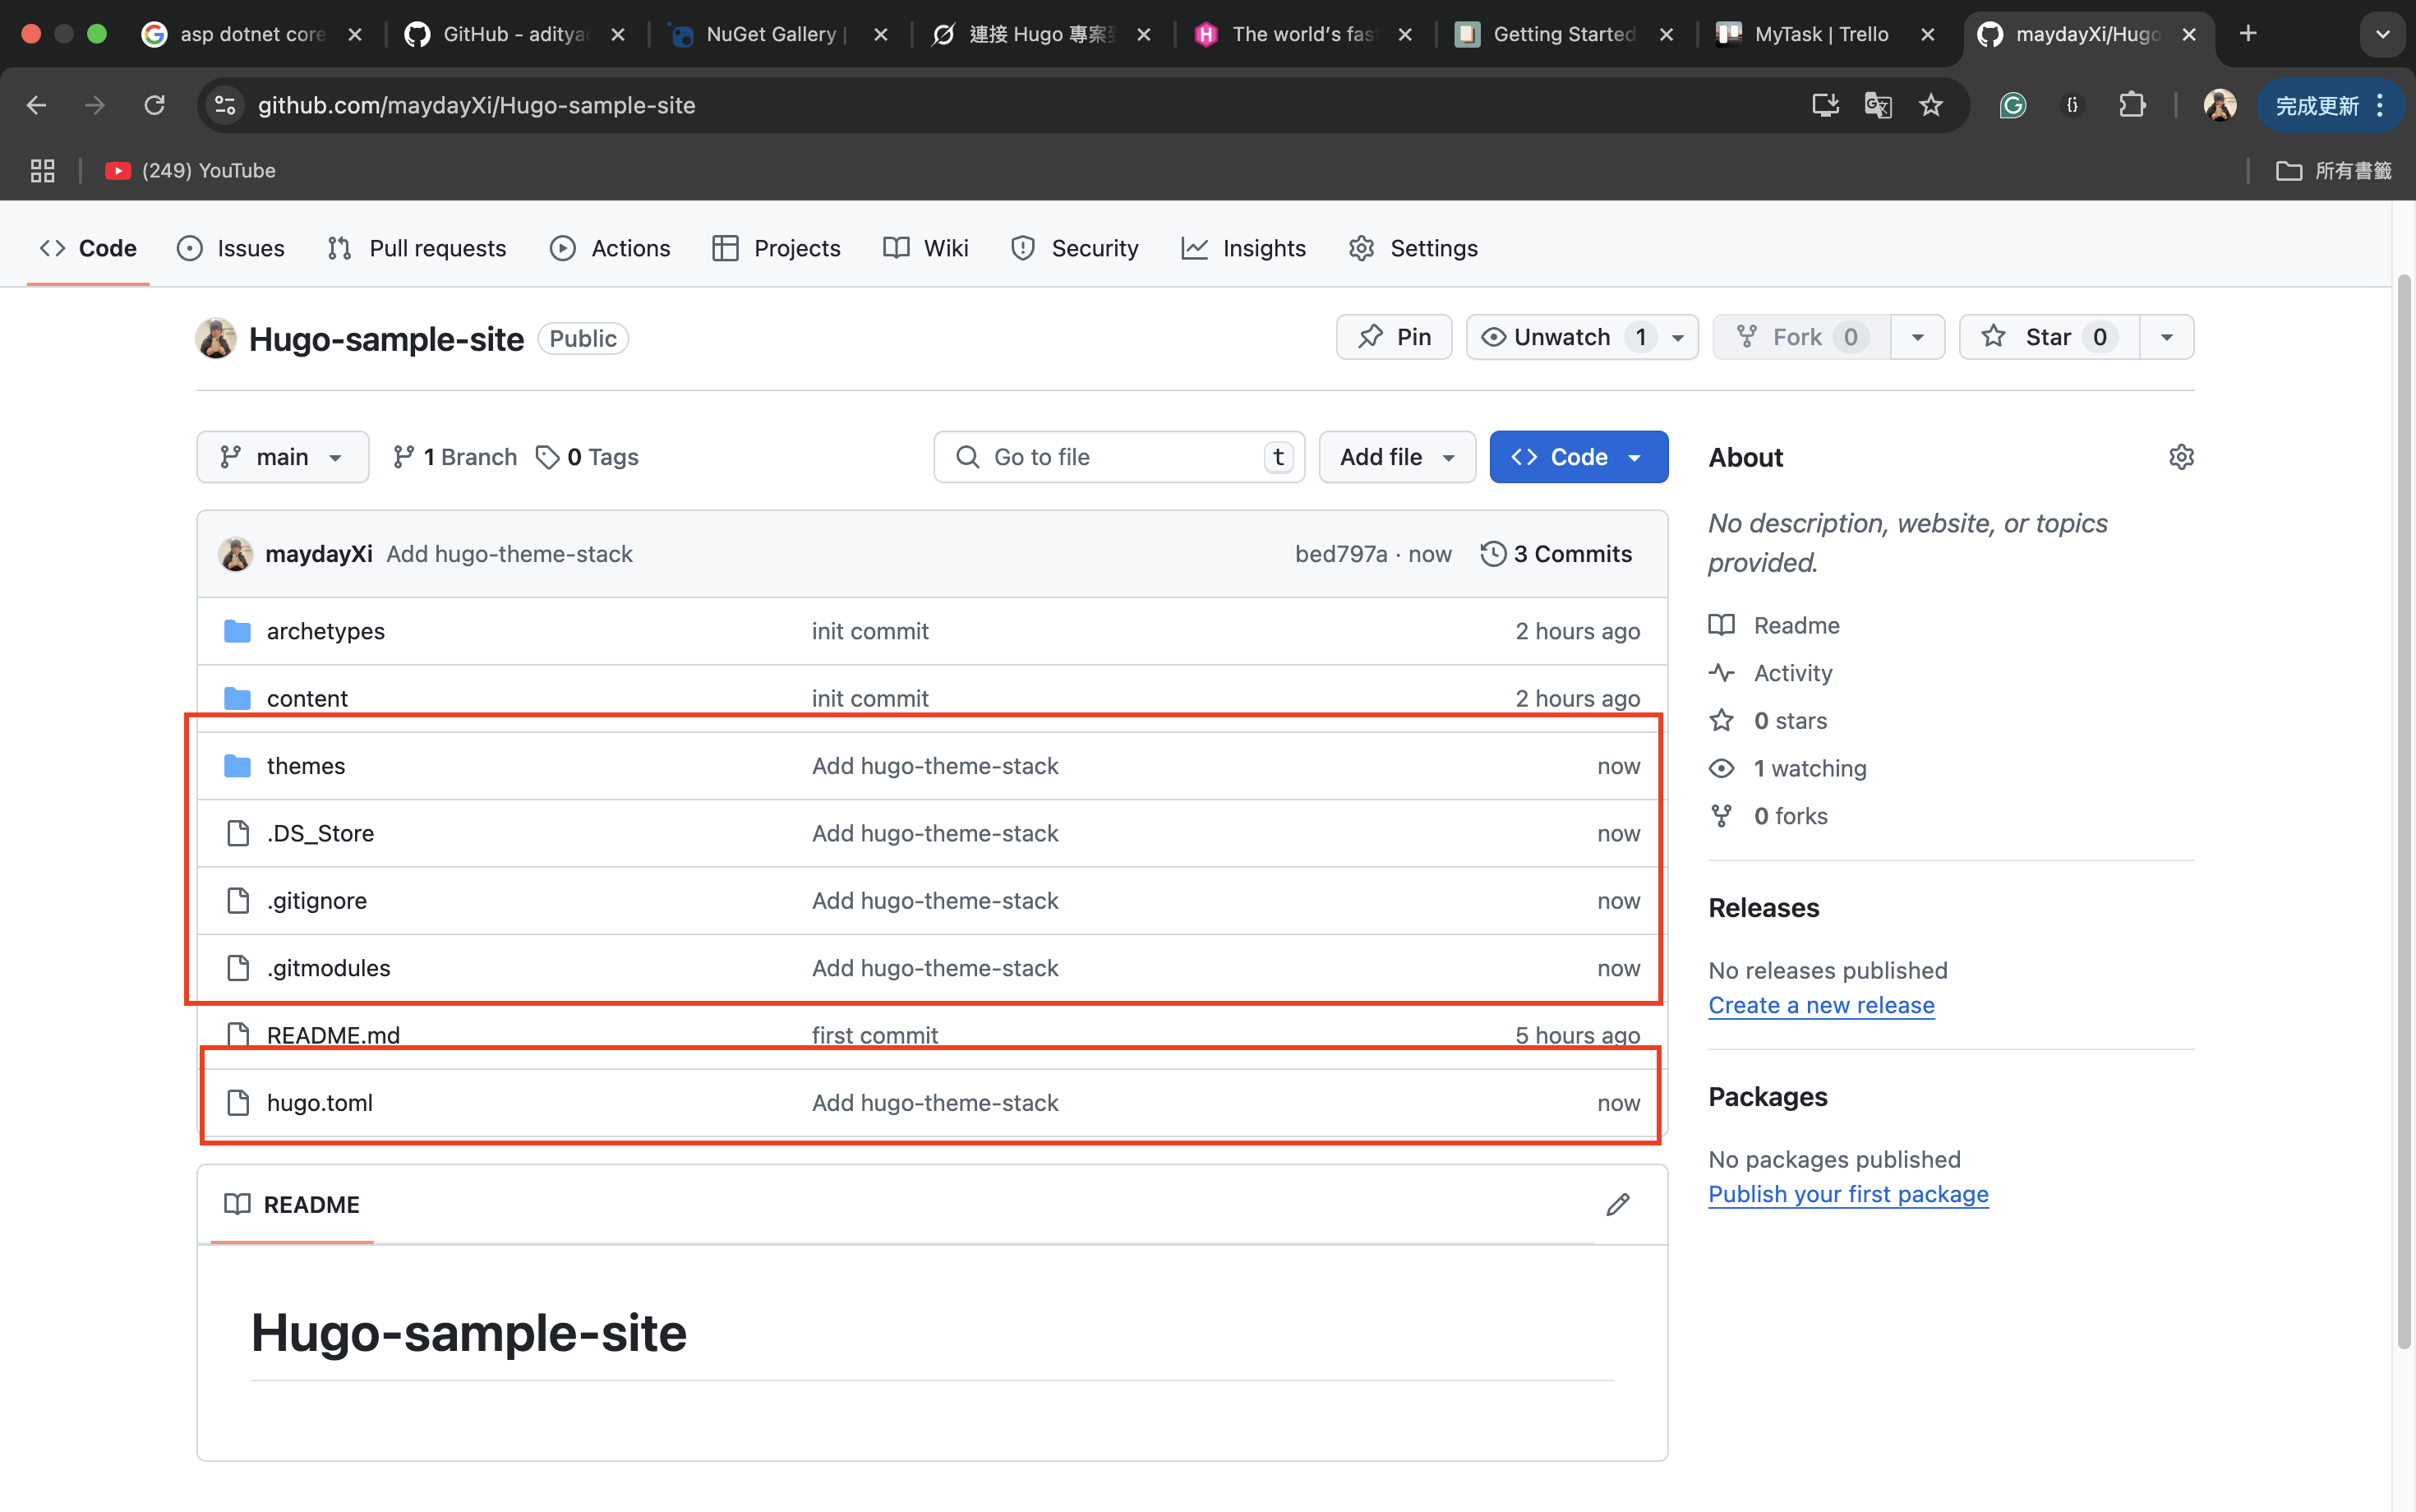 asp dotnet core
GitHub - adityac
NuGet Gallery |
連接 Hugo 專案
The world's fas
Getting Started
MyTask | Trello
maydayXi/Hugo
github.com/maydayXi/Hugo-sample-site
完成更新
(249) YouTube
所有書籤
Code
Issues
Pull requests
Actions
Projects
Wiki
Security
Insights
Settings
Hugo-sample-site
Public
Pin
Unwatch 1
Fork 0
Star 0
main
1 Branch
0 Tags
Go to file
t
Add file
Code
maydayXi Add hugo-theme-stack
bed797a · now
3 Commits
archetypes init commit 2 hours ago
content init commit 2 hours ago
themes Add hugo-theme-stack now
.DS_Store Add hugo-theme-stack now
.gitignore Add hugo-theme-stack now
.gitmodules Add hugo-theme-stack now
README.md first commit 5 hours ago
hugo.toml Add hugo-theme-stack now
README
Hugo-sample-site
About
No description, website, or topics
provided.
Readme
Activity
0 stars
1 watching
0 forks
Releases
No releases published
Create a new release
Packages
No packages published
Publish your first package